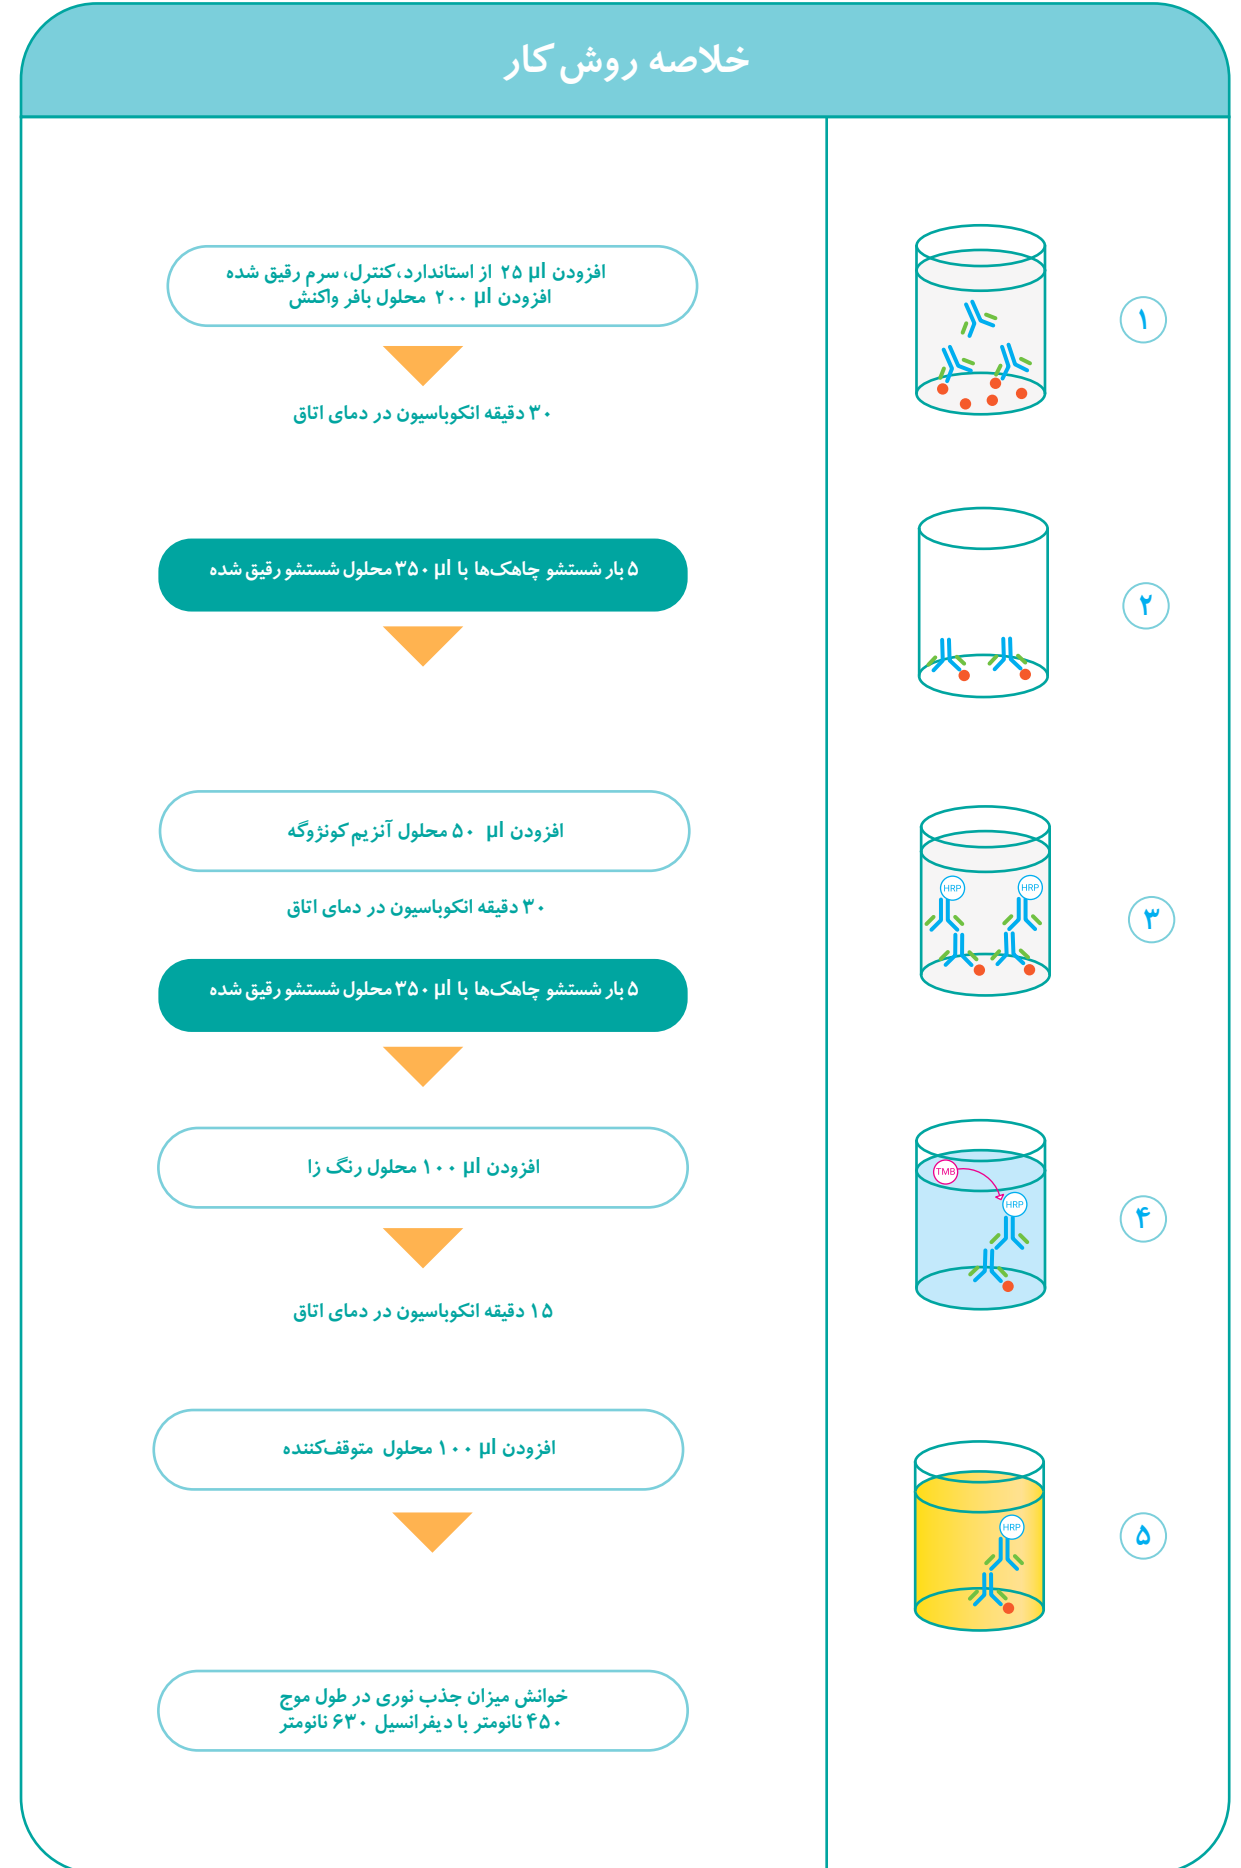 خلاصه روش کار
افزودن ۲۵ µl از استاندارد،کنترل، سرم رقیق شده
افزودن ۲۰۰ µl محلول بافر واکنش
۳۰ دقیقه انکوباسیون در دمای اتاق
۱
۵ بار شستشو چاهک‌ها با ۳۵۰ µl محلول شستشو رقیق شده
۲
افزودن ۵۰ µl محلول آنزیم کونژوگه
۳۰ دقیقه انکوباسیون در دمای اتاق
۵ بار شستشو چاهک‌ها با ۳۵۰ µl محلول شستشو رقیق شده
HRP
HRP
۳
افزودن ۱۰۰ µl محلول رنگ زا
۱۵ دقیقه انکوباسیون در دمای اتاق
TMB
HRP
۴
افزودن ۱۰۰ µl محلول متوقف‌کننده
HRP
۵
خوانش میزان جذب نوری در طول موج
۴۵۰ نانومتر با دیفرانسیل ۶۳۰ نانومتر